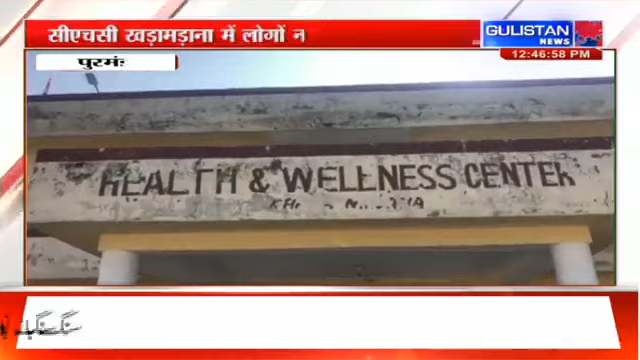 सीएचसी खड़ामड़ाना में लोगों न
GULISTAN
NEWS
12:46:58 PM
पुरमं
HEALTH & WELLNESS CENTER